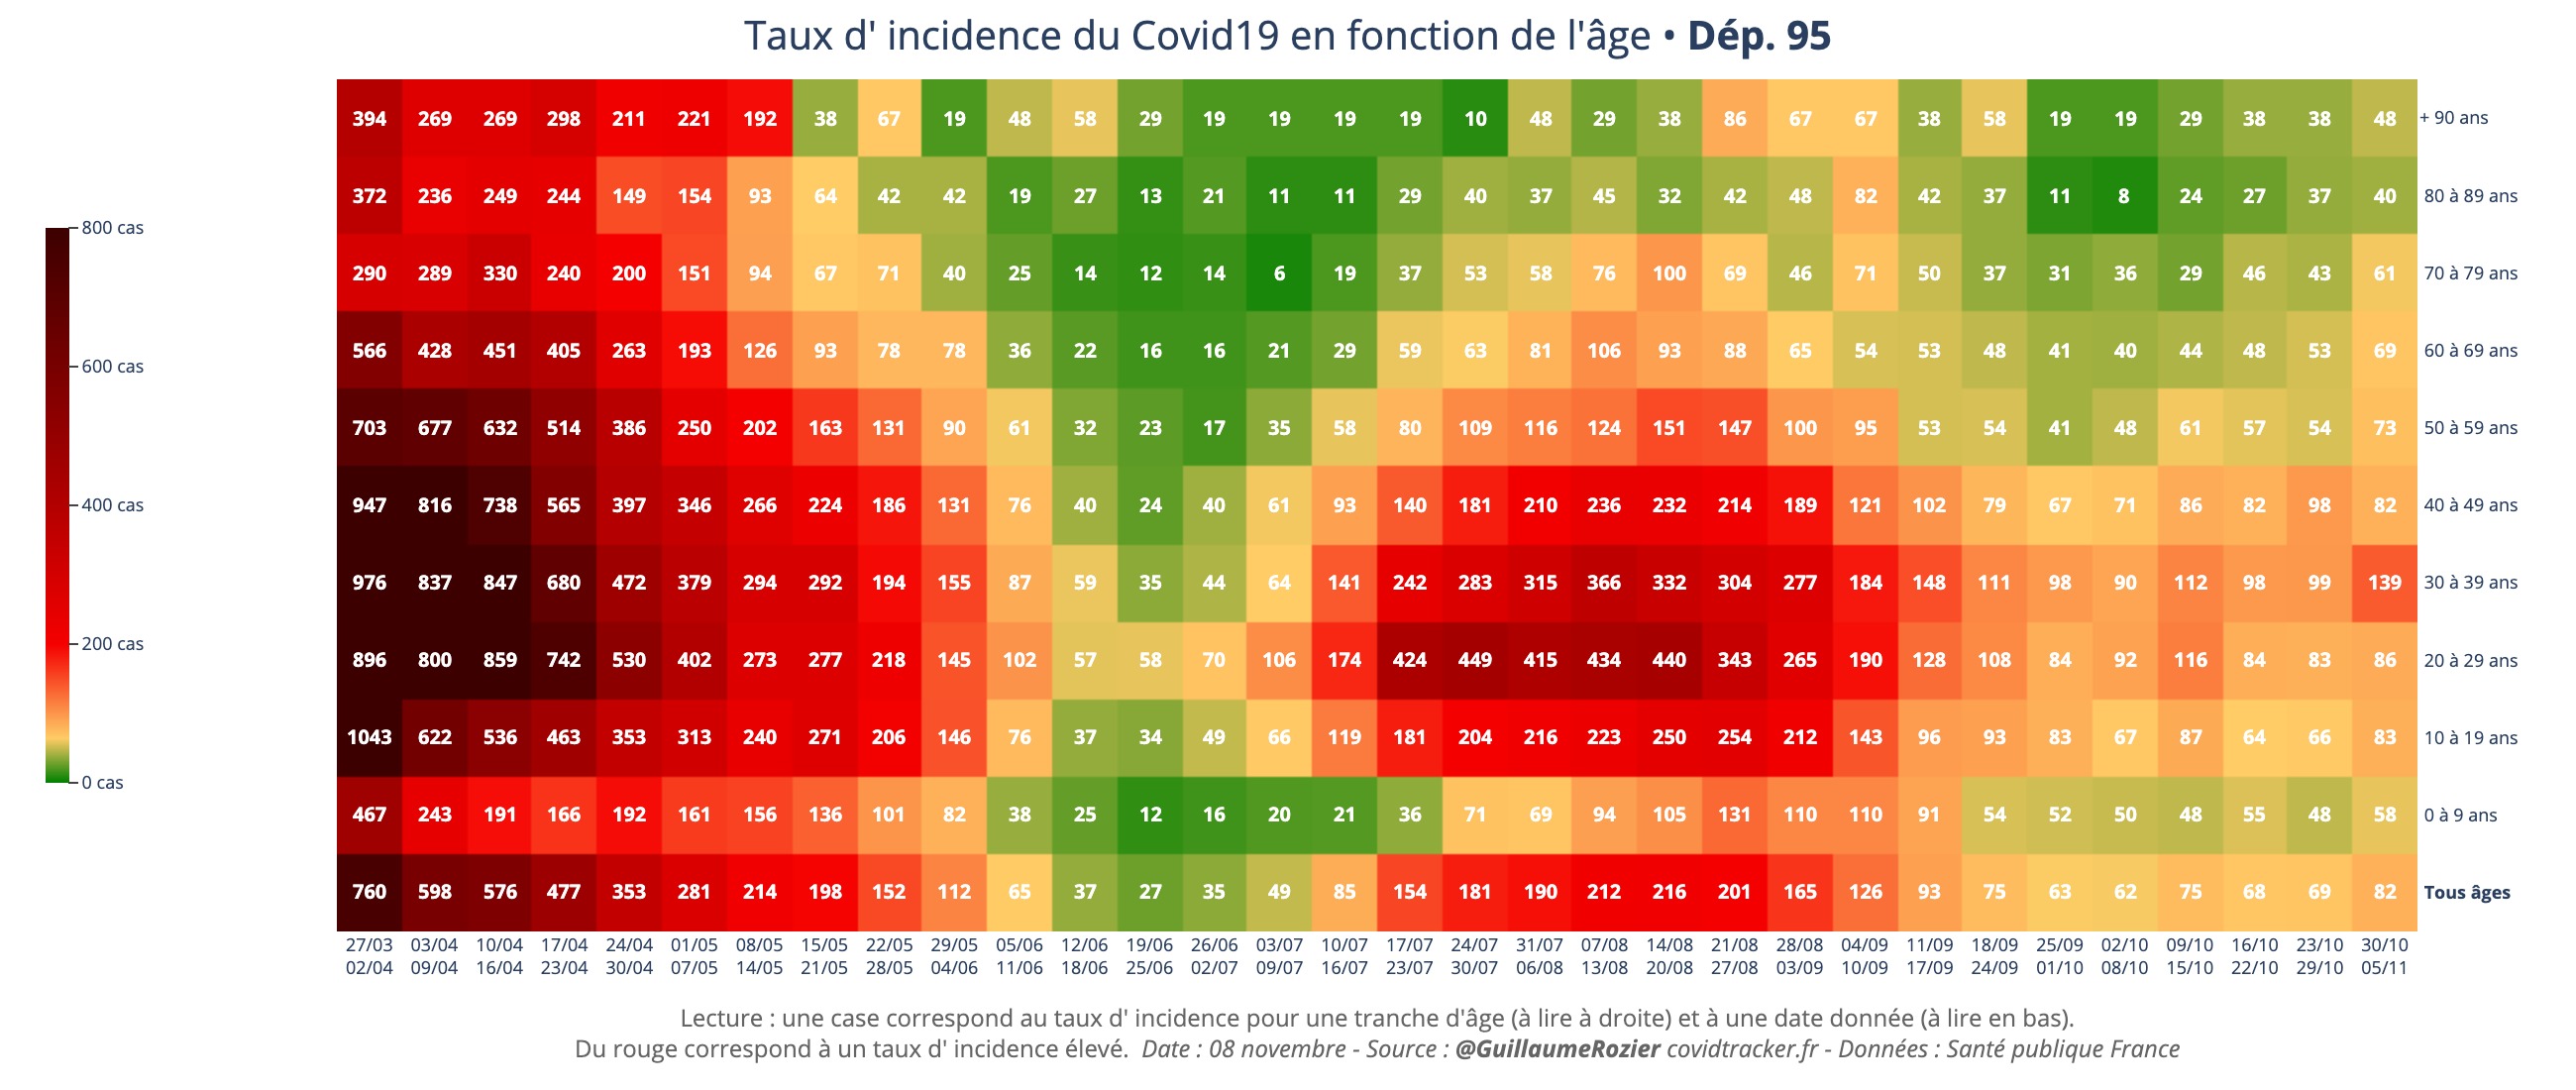 Taux d' incidence du Covid19 en fonction de l'âge • Dép. 95
394 269 269 298 211 221 192 38 67 19 48 58 29 19 19 19 19 10 48 29 38 86 67 67 38 58 19 19 29 38 38 48 + 90 ans
372 236 249 244 149 154 93 64 42 42 19 27 13 21 11 11 29 40 37 45 32 42 48 82 42 37 11 8 24 27 37 40 80 à 89 ans
290 289 330 240 200 151 94 67 71 40 25 14 12 14 6 19 37 53 58 76 100 69 46 71 50 37 31 36 29 46 43 61 70 à 79 ans
566 428 451 405 263 193 126 93 78 78 36 22 16 16 21 29 59 63 81 106 93 88 65 54 53 48 41 40 44 48 53 69 60 à 69 ans
703 677 632 514 386 250 202 163 131 90 61 32 23 17 35 58 80 109 116 124 151 147 100 95 53 54 41 48 61 57 54 73 50 à 59 ans
947 816 738 565 397 346 266 224 186 131 76 40 24 40 61 93 140 181 210 236 232 214 189 121 102 79 67 71 86 82 98 82 40 à 49 ans
976 837 847 680 472 379 294 292 194 155 87 59 35 44 64 141 242 283 315 366 332 304 277 184 148 111 98 90 112 98 99 139 30 à 39 ans
896 800 859 742 530 402 273 277 218 145 102 57 58 70 106 174 424 449 415 434 440 343 265 190 128 108 84 92 116 84 83 86 20 à 29 ans
1043 622 536 463 353 313 240 271 206 146 76 37 34 49 66 119 181 204 216 223 250 254 212 143 96 93 83 67 87 64 66 83 10 à 19 ans
467 243 191 166 192 161 156 136 101 82 38 25 12 16 20 21 36 71 69 94 105 131 110 110 91 54 52 50 48 55 48 58 0 à 9 ans
760 598 576 477 353 281 214 198 152 112 65 37 27 35 49 85 154 181 190 212 216 201 165 126 93 75 63 62 75 68 69 82 Tous âges
27/03 03/04 10/04 17/04 24/04 01/05 08/05 15/05 22/05 29/05 05/06 12/06 19/06 26/06 03/07 10/07 17/07 24/07 31/07 07/08 14/08 21/08 28/08 04/09 11/09 18/09 25/09 02/10 09/10 16/10 23/10 30/10
02/04 09/04 16/04 23/04 30/04 07/05 14/05 21/05 28/05 04/06 11/06 18/06 25/06 02/07 09/07 16/07 23/07 30/07 06/08 13/08 20/08 27/08 03/09 10/09 17/09 24/09 01/10 08/10 15/10 22/10 29/10 05/11
800 cas
600 cas
400 cas
200 cas
0 cas
Lecture : une case correspond au taux d' incidence pour une tranche d'âge (à lire à droite) et à une date donnée (à lire en bas).
Du rouge correspond à un taux d' incidence élevé. Date : 08 novembre - Source : @GuillaumeRozier covidtracker.fr - Données : Santé publique France